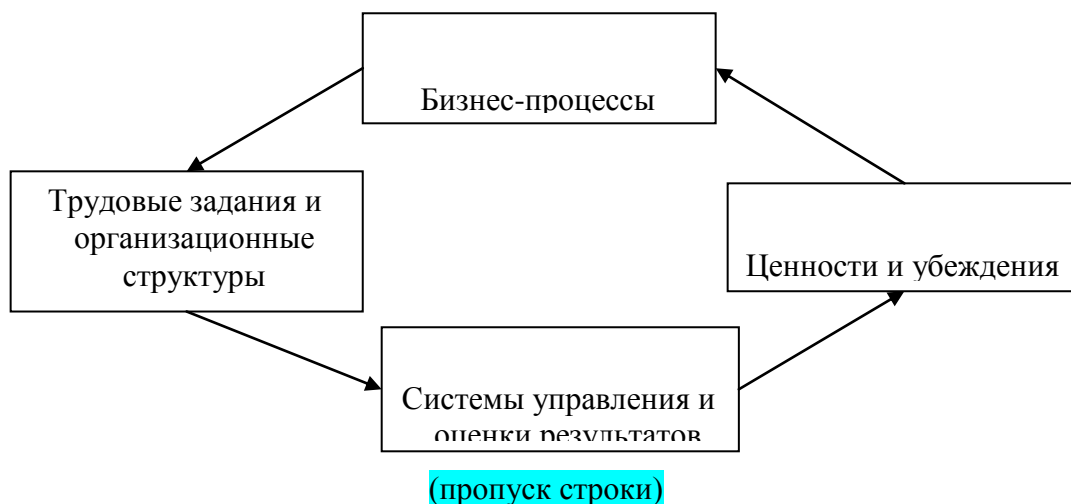 Бизнес-процессы
Трудовые задания и
организационные
структуры
Ценности и убеждения
Системы управления и
оценки результатов
(пропуск строки)